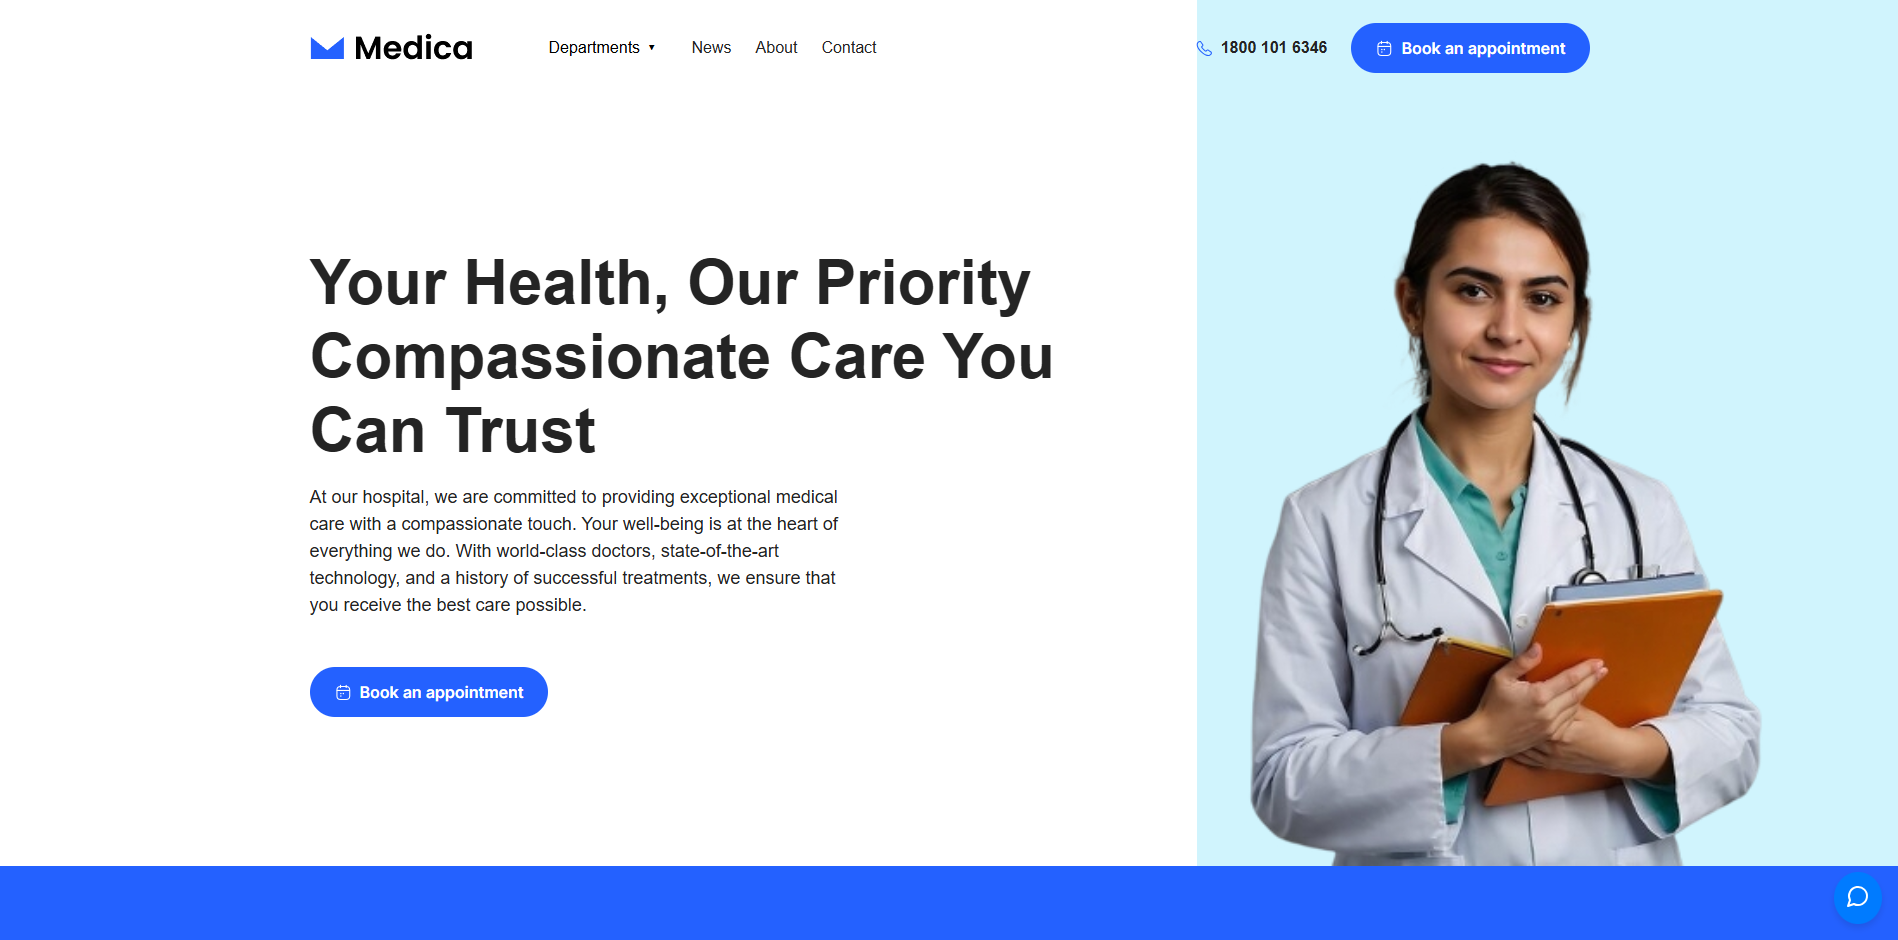 Medica
Departments ▼ News About Contact
1800 101 6346
Book an appointment
Your Health, Our Priority
Compassionate Care You
Can Trust
At our hospital, we are committed to providing exceptional medical
care with a compassionate touch. Your well-being is at the heart of
everything we do. With world-class doctors, state-of-the-art
technology, and a history of successful treatments, we ensure that
you receive the best care possible.
Book an appointment